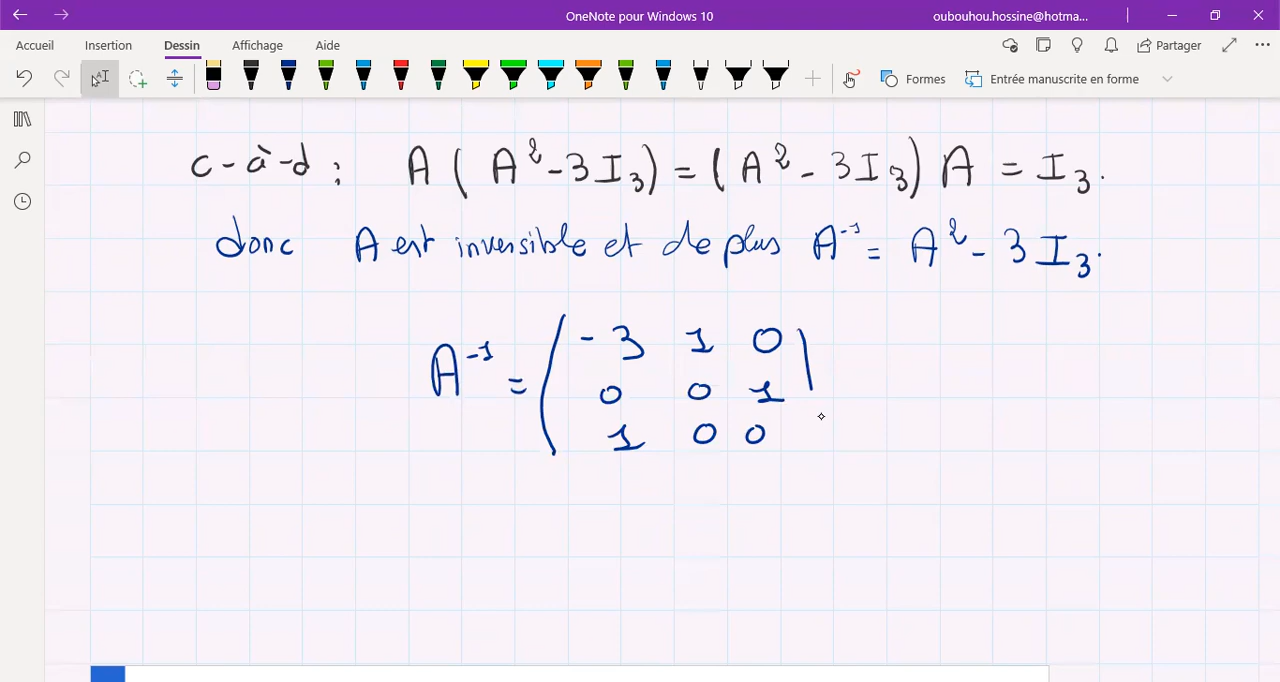 OneNote pour Windows 10
oubouhou.hossine@hotma...
Accueil Insertion Dessin Affichage Aide
Partager
Formes
Entrée manuscrite en forme
c-à-d : A ( A² - 3I₃) = (A² - 3I₃) A = I₃.
donc A est inversible et de plus A⁻¹ = A² - 3 I₃.
A⁻¹ = ( -3 1 0
0 0 1
1 0 0